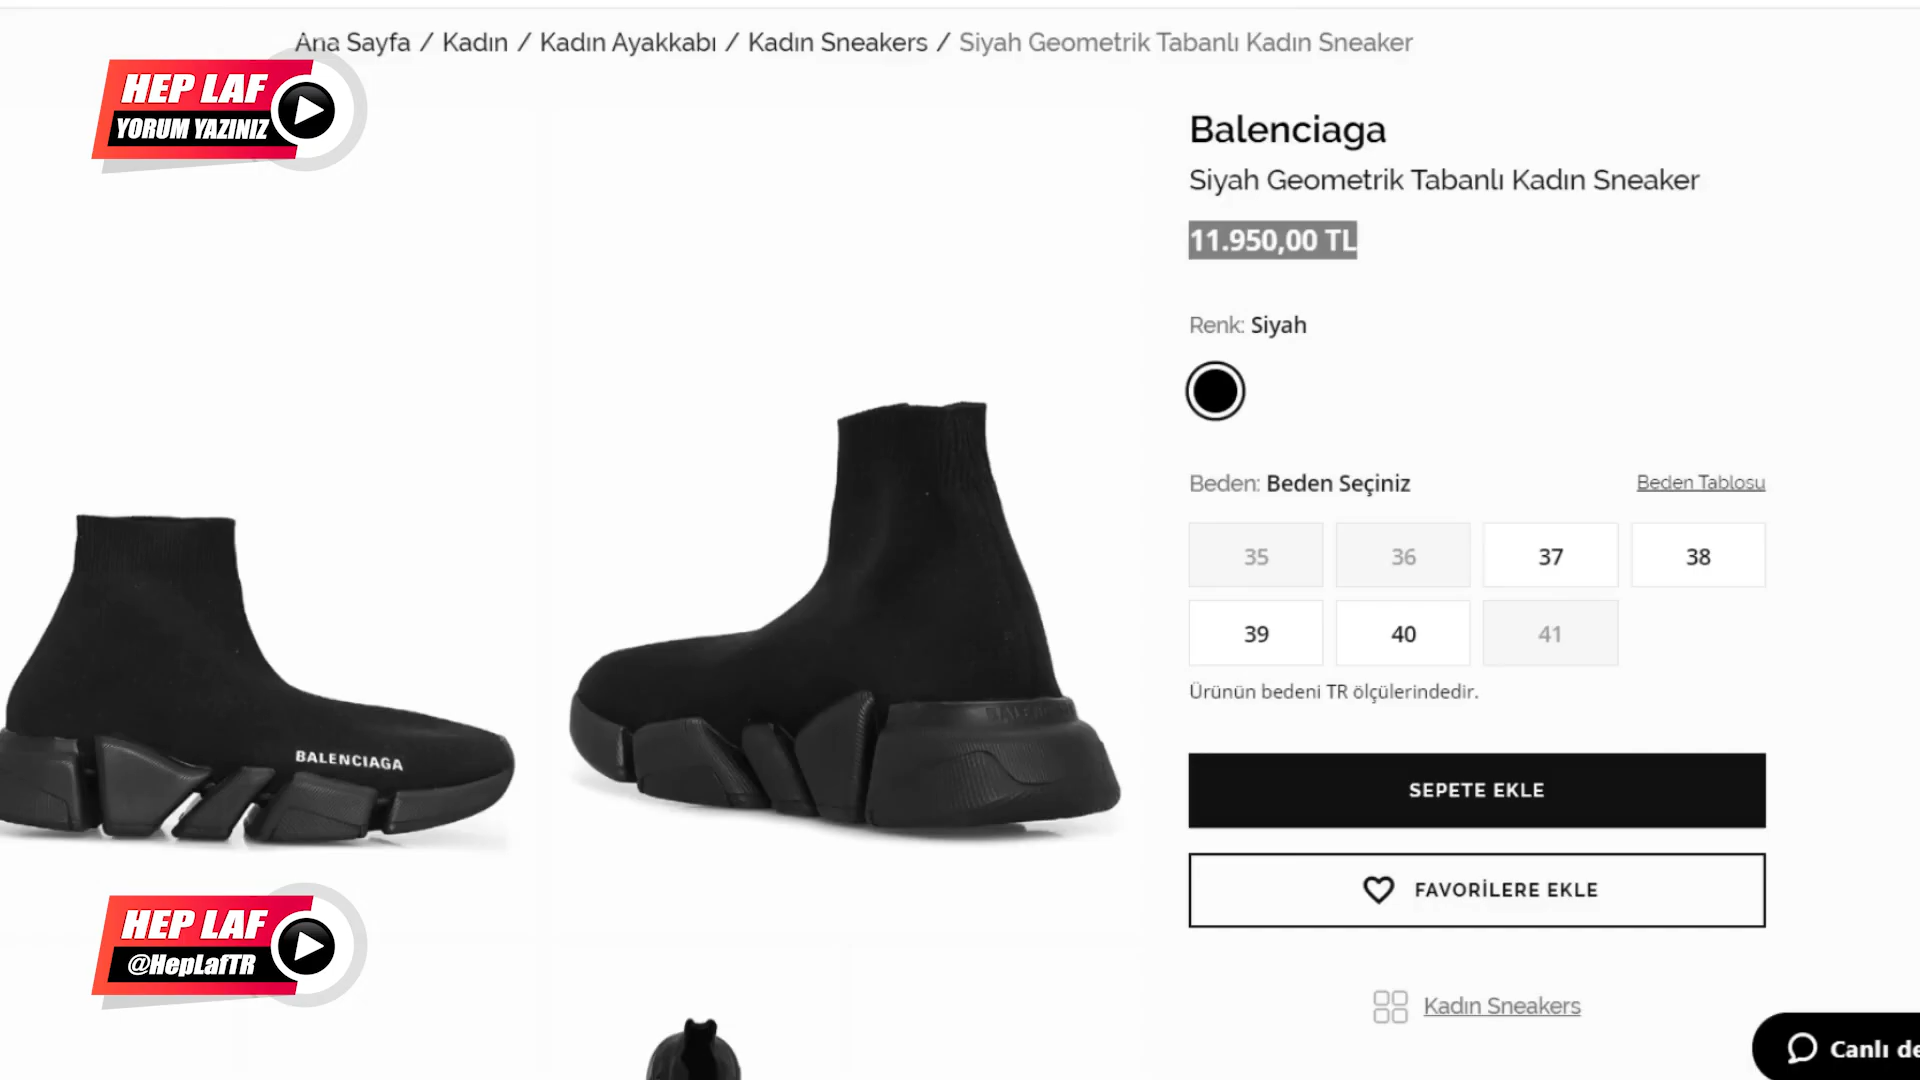 Ana Sayfa / Kadın / Kadın Ayakkabı / Kadın Sneakers / Siyah Geometrik Tabanlı Kadın Sneaker
HEP LAF
YORUM YAZINIZ
Balenciaga
Siyah Geometrik Tabanlı Kadın Sneaker
11.950,00 TL
Renk: Siyah
Beden: Beden Seçiniz
Beden Tablosu
35 36 37 38
39 40 41
Ürünün bedeni TR ölçülerindedir.
BALENCIAGA
SEPETE EKLE
FAVORİLERE EKLE
HEP LAF
@HepLafTR
Kadın Sneakers
Canlı de